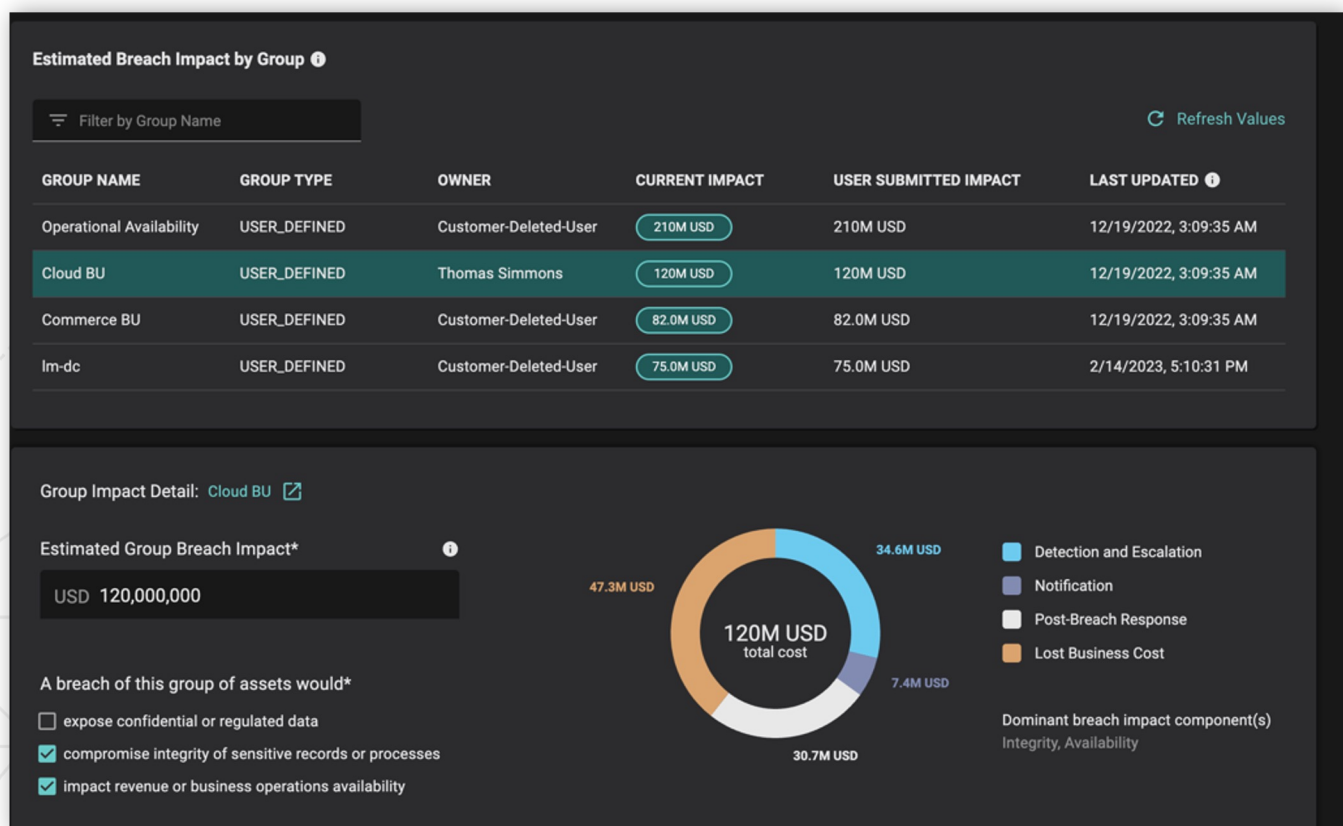 Estimated Breach Impact by Group
Filter by Group Name
Refresh Values
GROUP NAME GROUP TYPE OWNER CURRENT IMPACT USER SUBMITTED IMPACT LAST UPDATED
Operational Availability USER_DEFINED Customer-Deleted-User 210M USD 210M USD 12/19/2022, 3:09:35 AM
Cloud BU USER_DEFINED Thomas Simmons 120M USD 120M USD 12/19/2022, 3:09:35 AM
Commerce BU USER_DEFINED Customer-Deleted-User 82.0M USD 82.0M USD 12/19/2022, 3:09:35 AM
lm-dc USER_DEFINED Customer-Deleted-User 75.0M USD 75.0M USD 2/14/2023, 5:10:31 PM
Group Impact Detail: Cloud BU
Estimated Group Breach Impact*
USD 120,000,000
A breach of this group of assets would*
expose confidential or regulated data
compromise integrity of sensitive records or processes
impact revenue or business operations availability
34.6M USD
47.3M USD
120M USD
total cost
7.4M USD
30.7M USD
Detection and Escalation
Notification
Post-Breach Response
Lost Business Cost
Dominant breach impact component(s)
Integrity, Availability